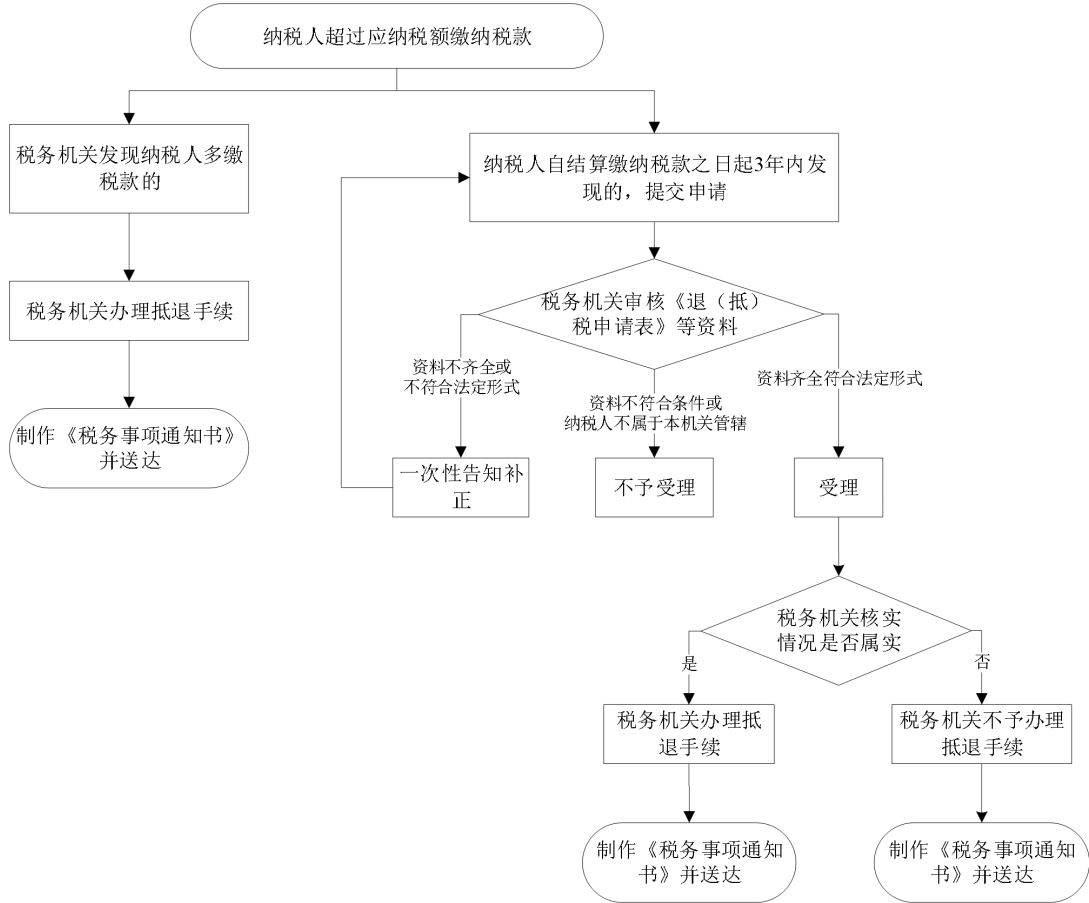 纳税人超过应纳税额缴纳税款
税务机关发现纳税人多缴
税款的
税务机关办理抵退手续
制作《税务事项通知书》
并送达
纳税人自结算缴纳税款之日起3年内发
现的，提交申请
税务机关审核《退（抵）
税申请表》等资料
资料不齐全或
不符合法定形式
资料不符合条件或
纳税人不属于本机关管辖
资料齐全符合法定形式
一次性告知补
正
不予受理
受理
税务机关核实
情况是否属实
是
否
税务机关办理抵
退手续
税务机关不予办理
抵退手续
制作《税务事项通知
书》并送达
制作《税务事项通知
书》并送达